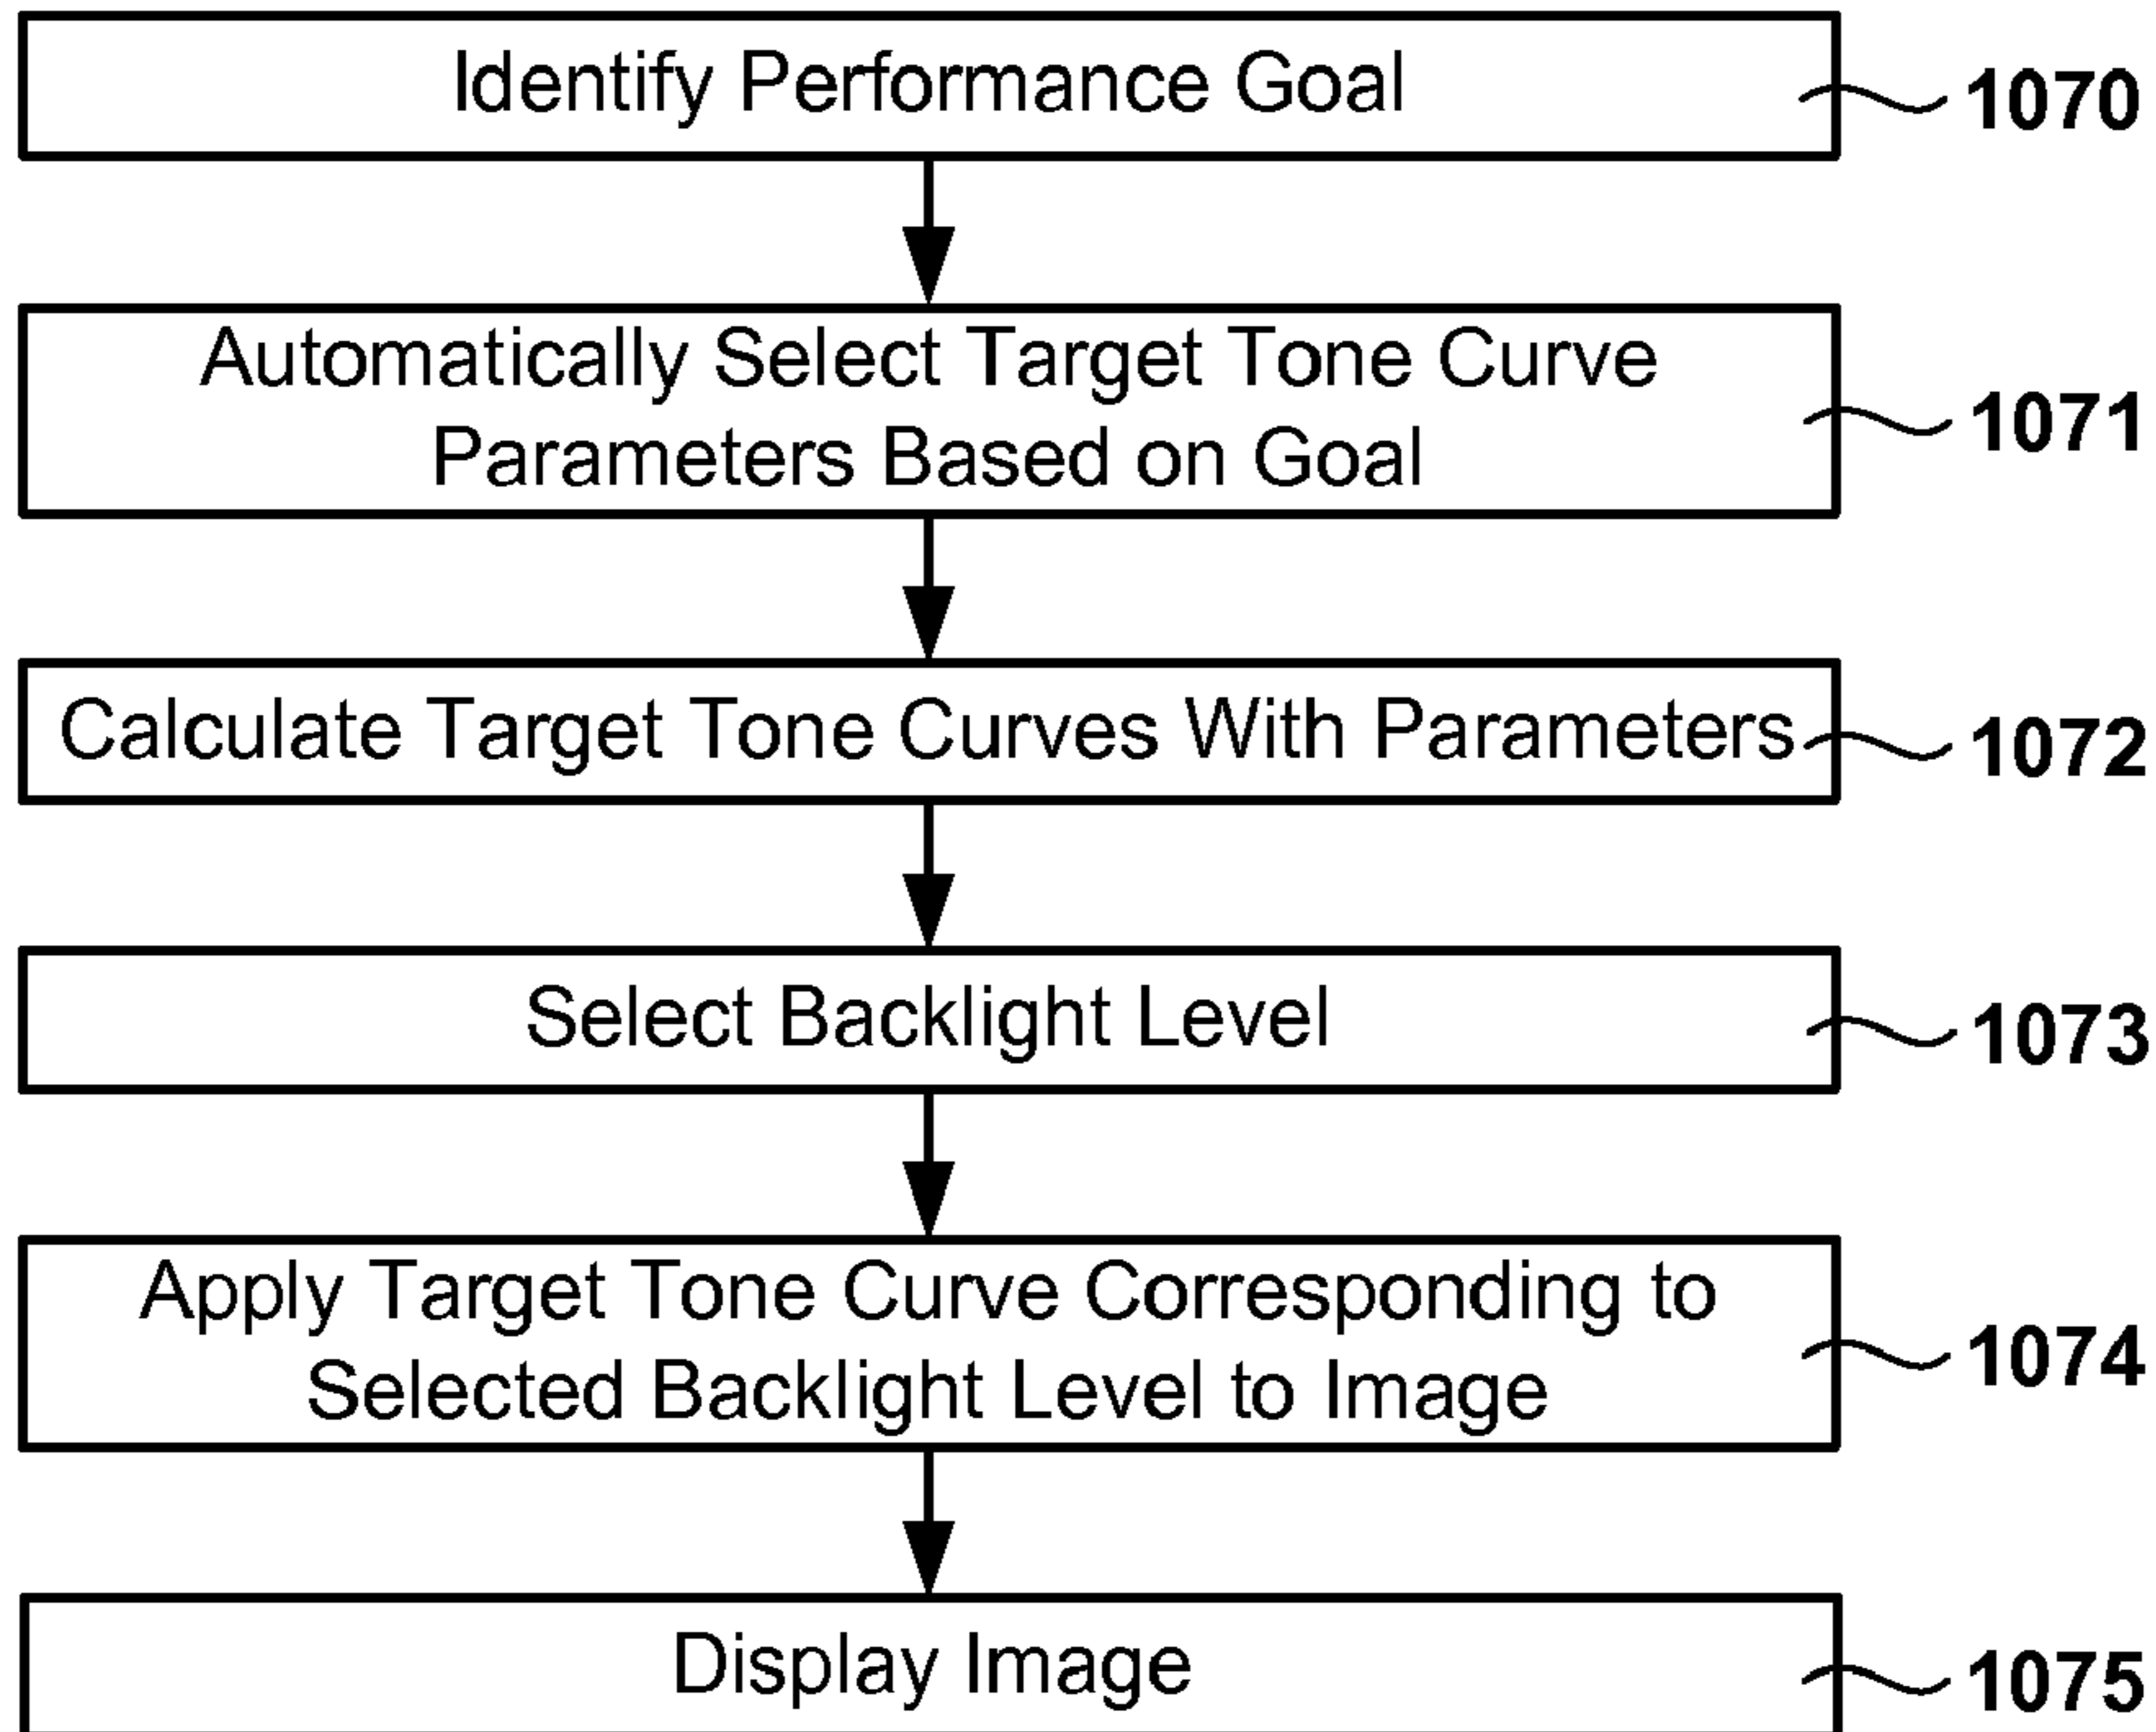 Identify Performance Goal
1070
Automatically Select Target Tone Curve
Parameters Based on Goal
1071
Calculate Target Tone Curves With Parameters
1072
Select Backlight Level
1073
Apply Target Tone Curve Corresponding to
Selected Backlight Level to Image
1074
Display Image
1075